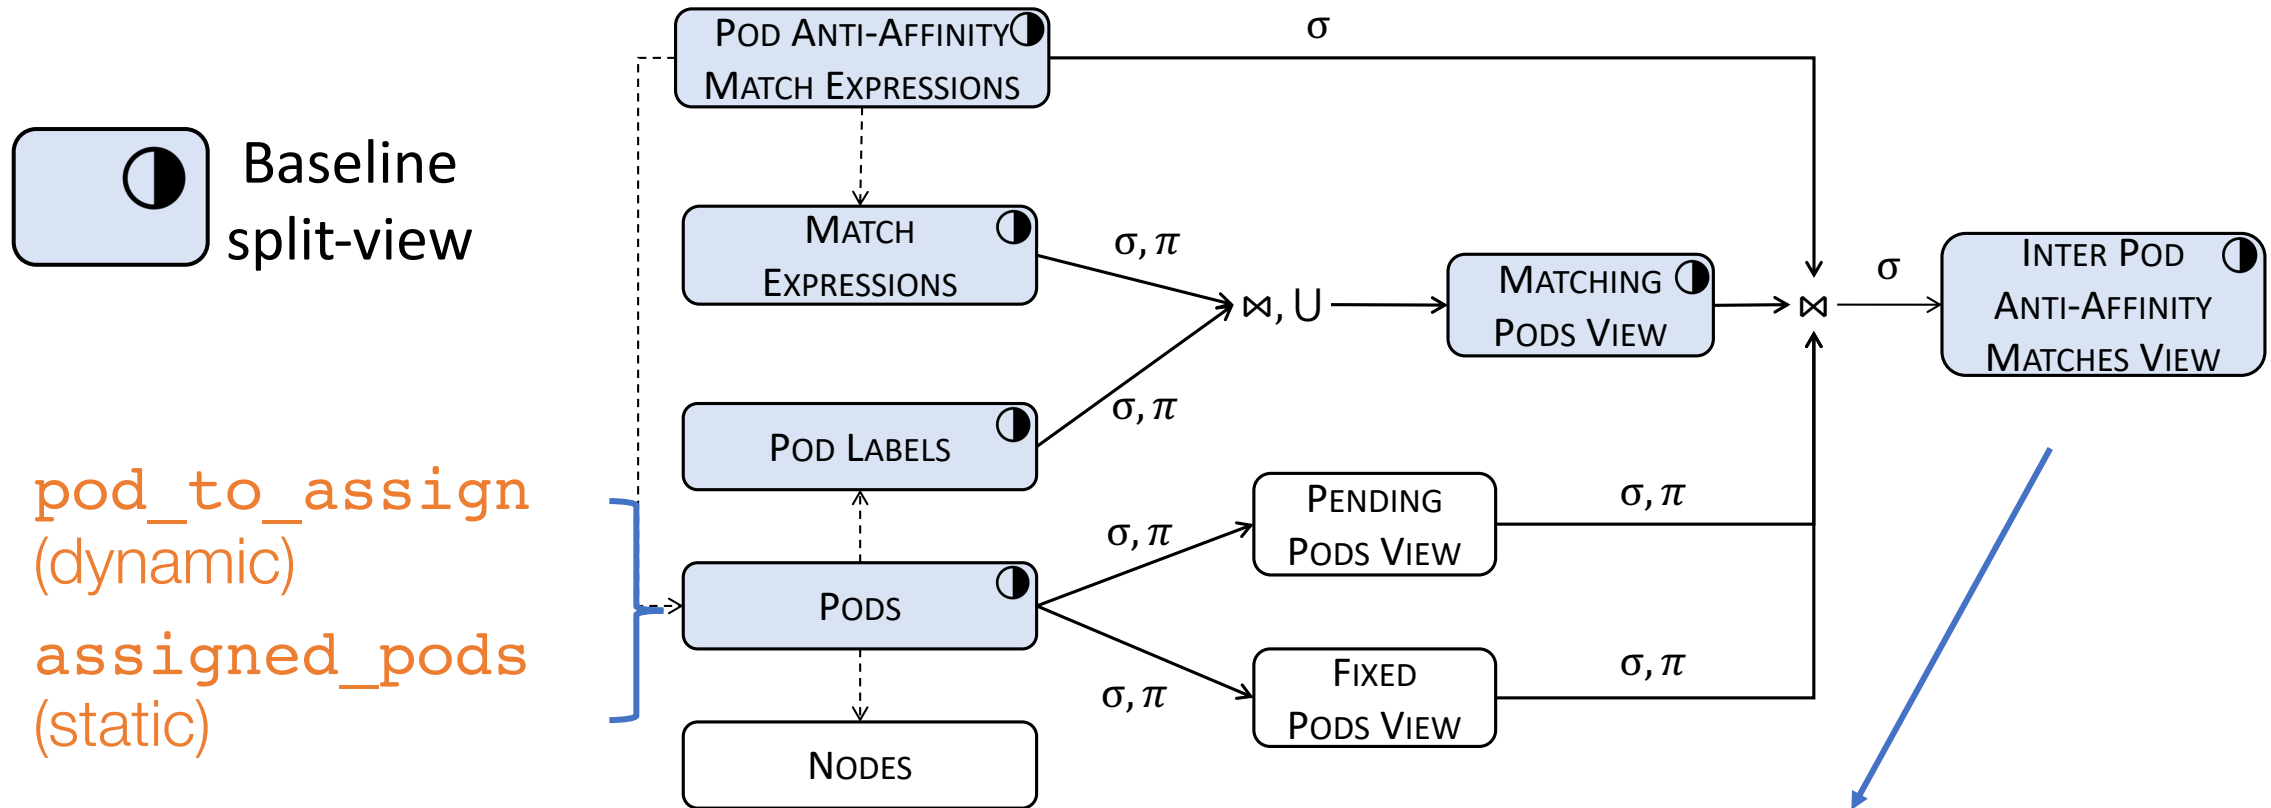 POD ANTI-AFFINITY
MATCH EXPRESSIONS
σ
Baseline
split-view
MATCH
EXPRESSIONS
σ, π
⋈, ∪
MATCHING
PODS VIEW
⋈
σ
INTER POD
ANTI-AFFINITY
MATCHES VIEW
POD LABELS
σ, π
pod_to_assign
(dynamic)
PENDING
PODS VIEW
σ, π
σ, π
PODS
assigned_pods
(static)
FIXED
PODS VIEW
σ, π
σ, π
NODES